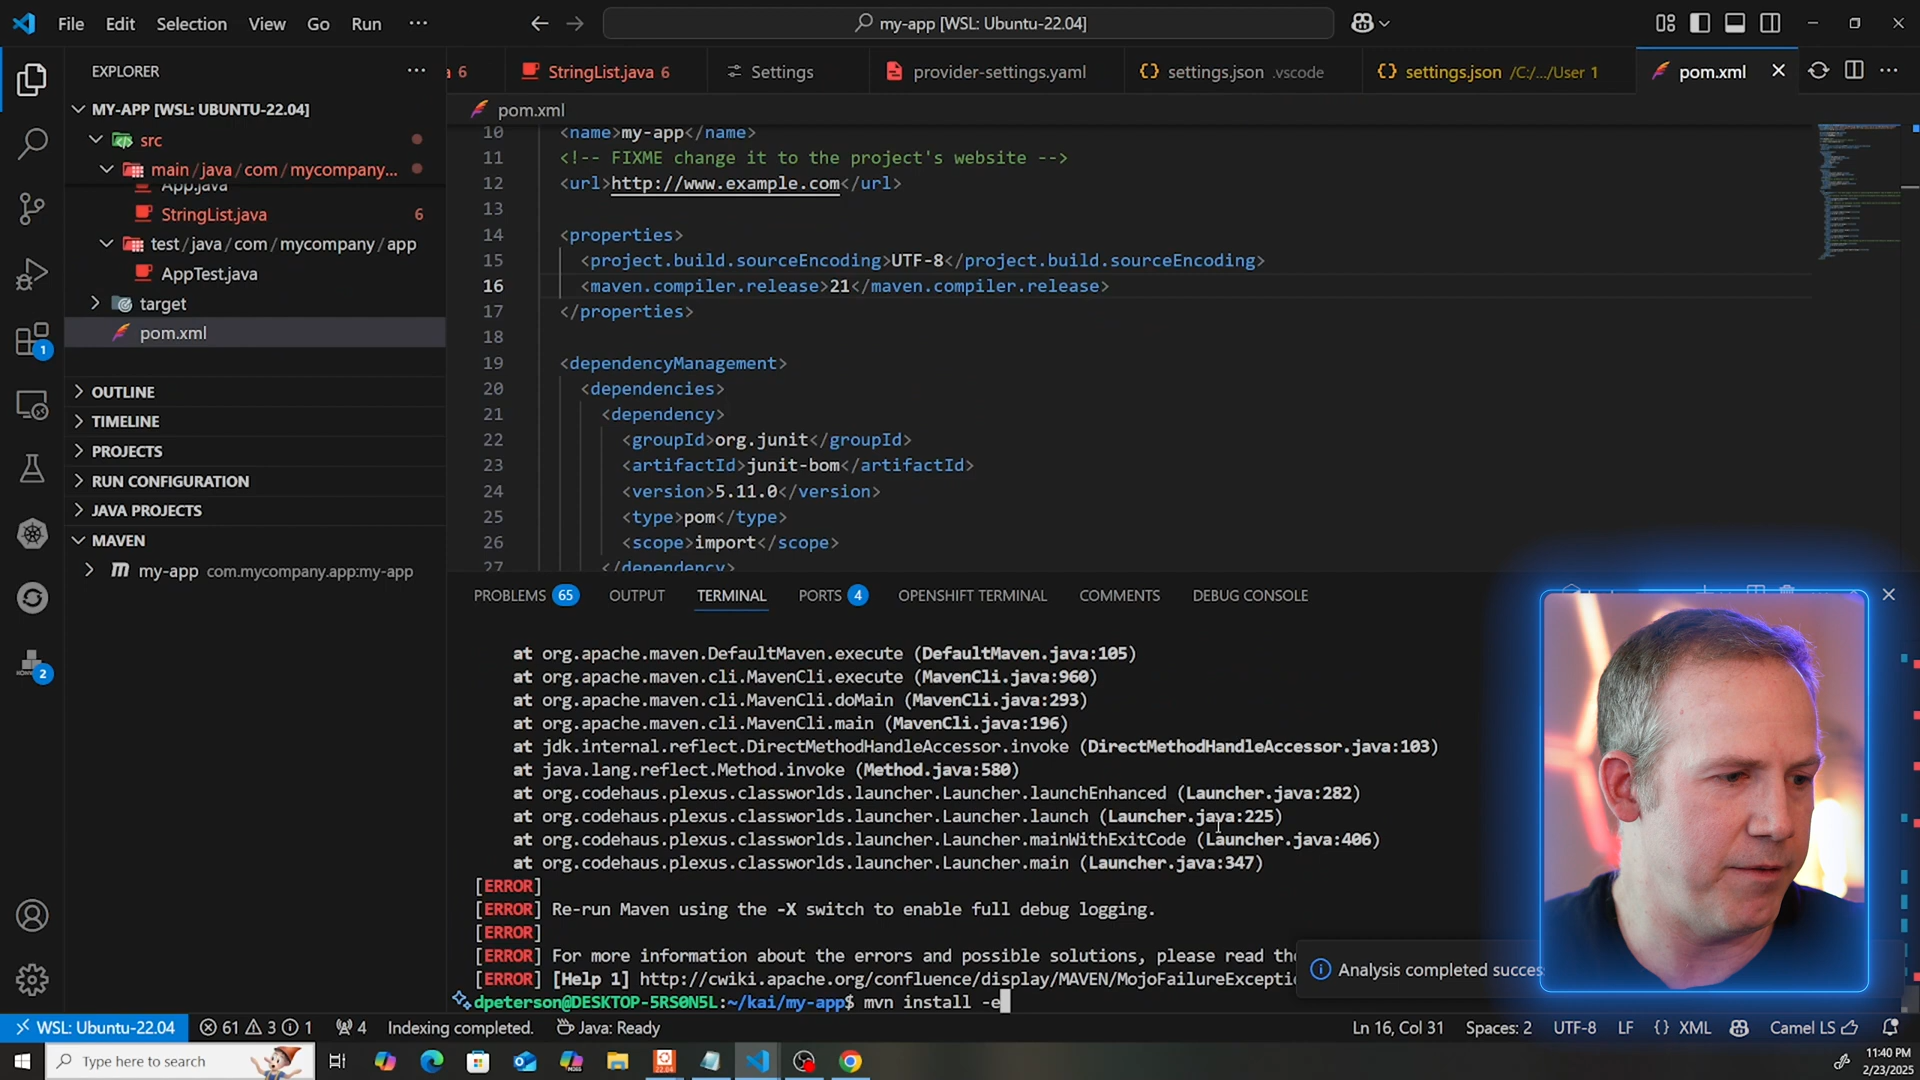 File Edit Selection View Go Run ···
my-app [WSL: Ubuntu-22.04]
EXPLORER
MY-APP [WSL: UBUNTU-22.04]
src
main/java/com/mycompany...
App.java
StringList.java 6
test/java/com/mycompany/app
AppTest.java
target
pom.xml
OUTLINE
TIMELINE
PROJECTS
RUN CONFIGURATION
JAVA PROJECTS
MAVEN
my-app com.mycompany.app:my-app
1
2
a 6
StringList.java 6
Settings
provider-settings.yaml
settings.json .vscode
settings.json /C:/.../User 1
pom.xml
pom.xml
10 <name>my-app</name>
11 <!-- FIXME change it to the project's website -->
12 <url>http://www.example.com</url>
13
14 <properties>
15 <project.build.sourceEncoding>UTF-8</project.build.sourceEncoding>
16 <maven.compiler.release>21</maven.compiler.release>
17 </properties>
18
19 <dependencyManagement>
20 <dependencies>
21 <dependency>
22 <groupId>org.junit</groupId>
23 <artifactId>junit-bom</artifactId>
24 <version>5.11.0</version>
25 <type>pom</type>
26 <scope>import</scope>
27 </dependency>
PROBLEMS 65 OUTPUT TERMINAL PORTS 4 OPENSHIFT TERMINAL COMMENTS DEBUG CONSOLE
at org.apache.maven.DefaultMaven.execute (DefaultMaven.java:105)
at org.apache.maven.cli.MavenCli.execute (MavenCli.java:960)
at org.apache.maven.cli.MavenCli.doMain (MavenCli.java:293)
at org.apache.maven.cli.MavenCli.main (MavenCli.java:196)
at jdk.internal.reflect.DirectMethodHandleAccessor.invoke (DirectMethodHandleAccessor.java:103)
at java.lang.reflect.Method.invoke (Method.java:580)
at org.codehaus.plexus.classworlds.launcher.Launcher.launchEnhanced (Launcher.java:282)
at org.codehaus.plexus.classworlds.launcher.Launcher.launch (Launcher.java:225)
at org.codehaus.plexus.classworlds.launcher.Launcher.mainWithExitCode (Launcher.java:406)
at org.codehaus.plexus.classworlds.launcher.Launcher.main (Launcher.java:347)
[ERROR]
[ERROR] Re-run Maven using the -X switch to enable full debug logging.
[ERROR]
[ERROR] For more information about the errors and possible solutions, please read the
[ERROR] [Help 1] http://cwiki.apache.org/confluence/display/MAVEN/MojoFailureExcepti
dpeterson@DESKTOP-5RS0N5L:~/kai/my-app$ mvn install -e
Analysis completed succes
WSL: Ubuntu-22.04 61 3 1 4 Indexing completed. Java: Ready
Ln 16, Col 31 Spaces: 2 UTF-8 LF {} XML Camel LS
Type here to search
22.04
11:40 PM
2/23/2025